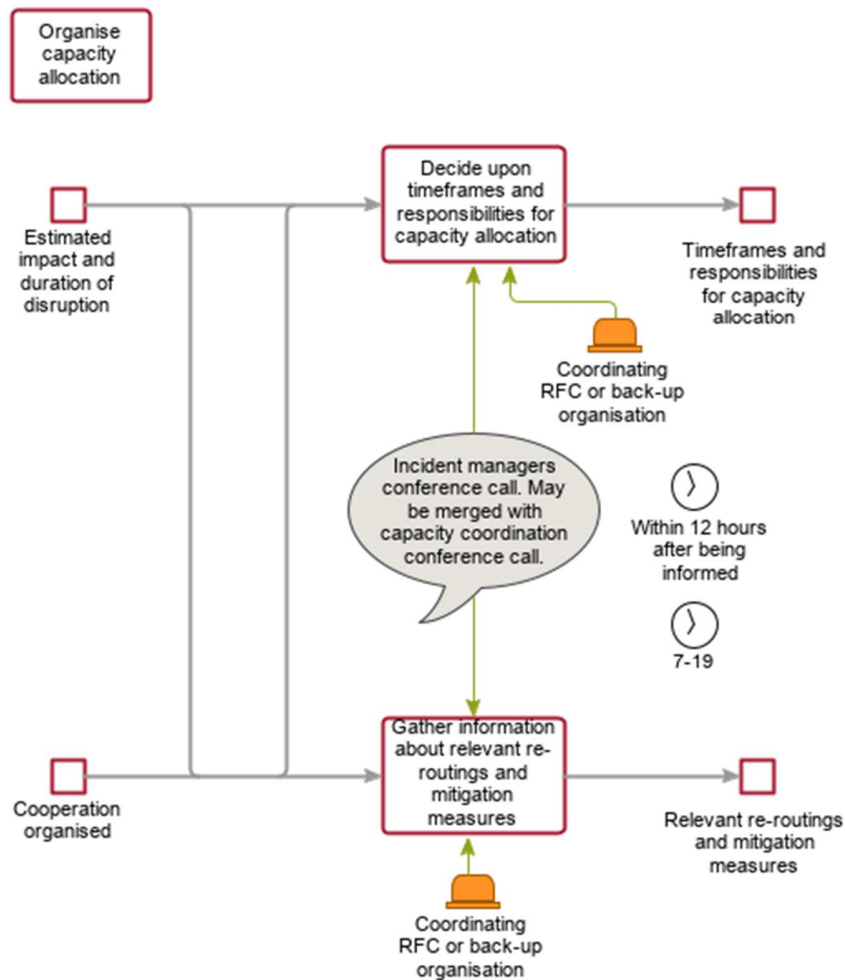 Organise
capacity
allocation
Decide upon
timeframes and
responsibilities for
capacity allocation
Estimated
impact and
duration of
disruption
Timeframes and
responsibilities
for capacity
allocation
Coordinating
RFC or back-up
organisation
Incident managers
conference call. May
be merged with
capacity coordination
conference call.
Within 12 hours
after being
informed
7-19
Gather information
about relevant re-
routings and
mitigation
measures
Cooperation
organised
Relevant re-routings
and mitigation
measures
Coordinating
RFC or back-up
organisation